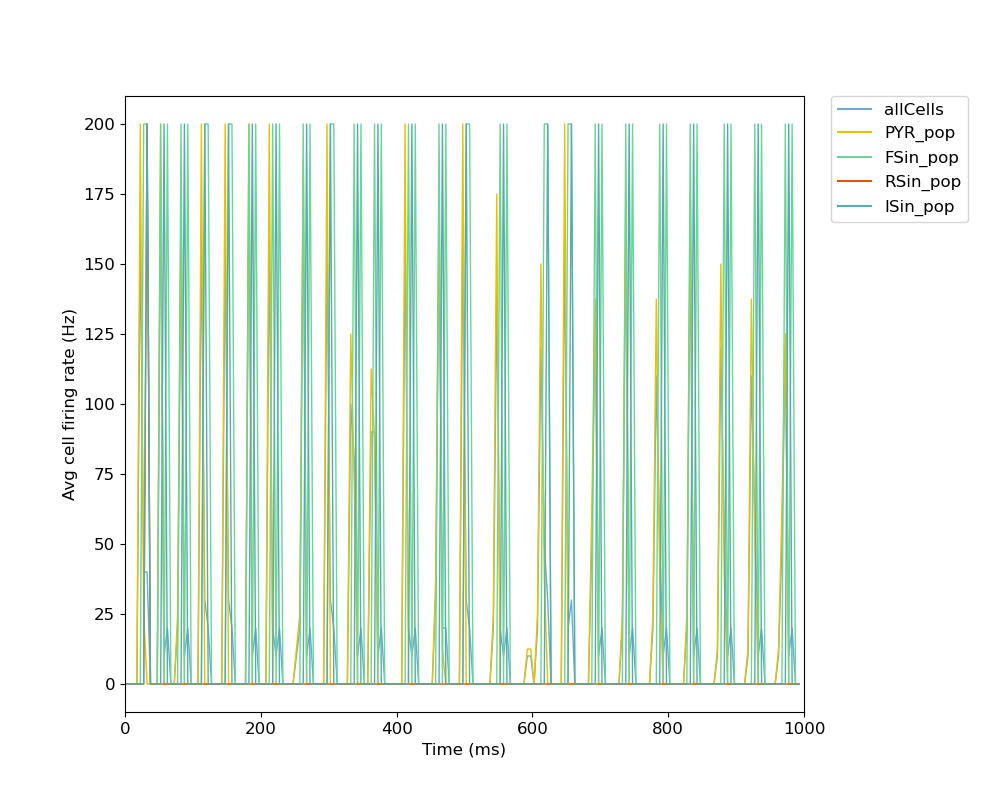 200
175
150
125
100
75
50
25
0
Avg cell firing rate (Hz)
0 200 400 600 800 1000
Time (ms)
allCells
PYR_pop
FSin_pop
RSin_pop
ISin_pop